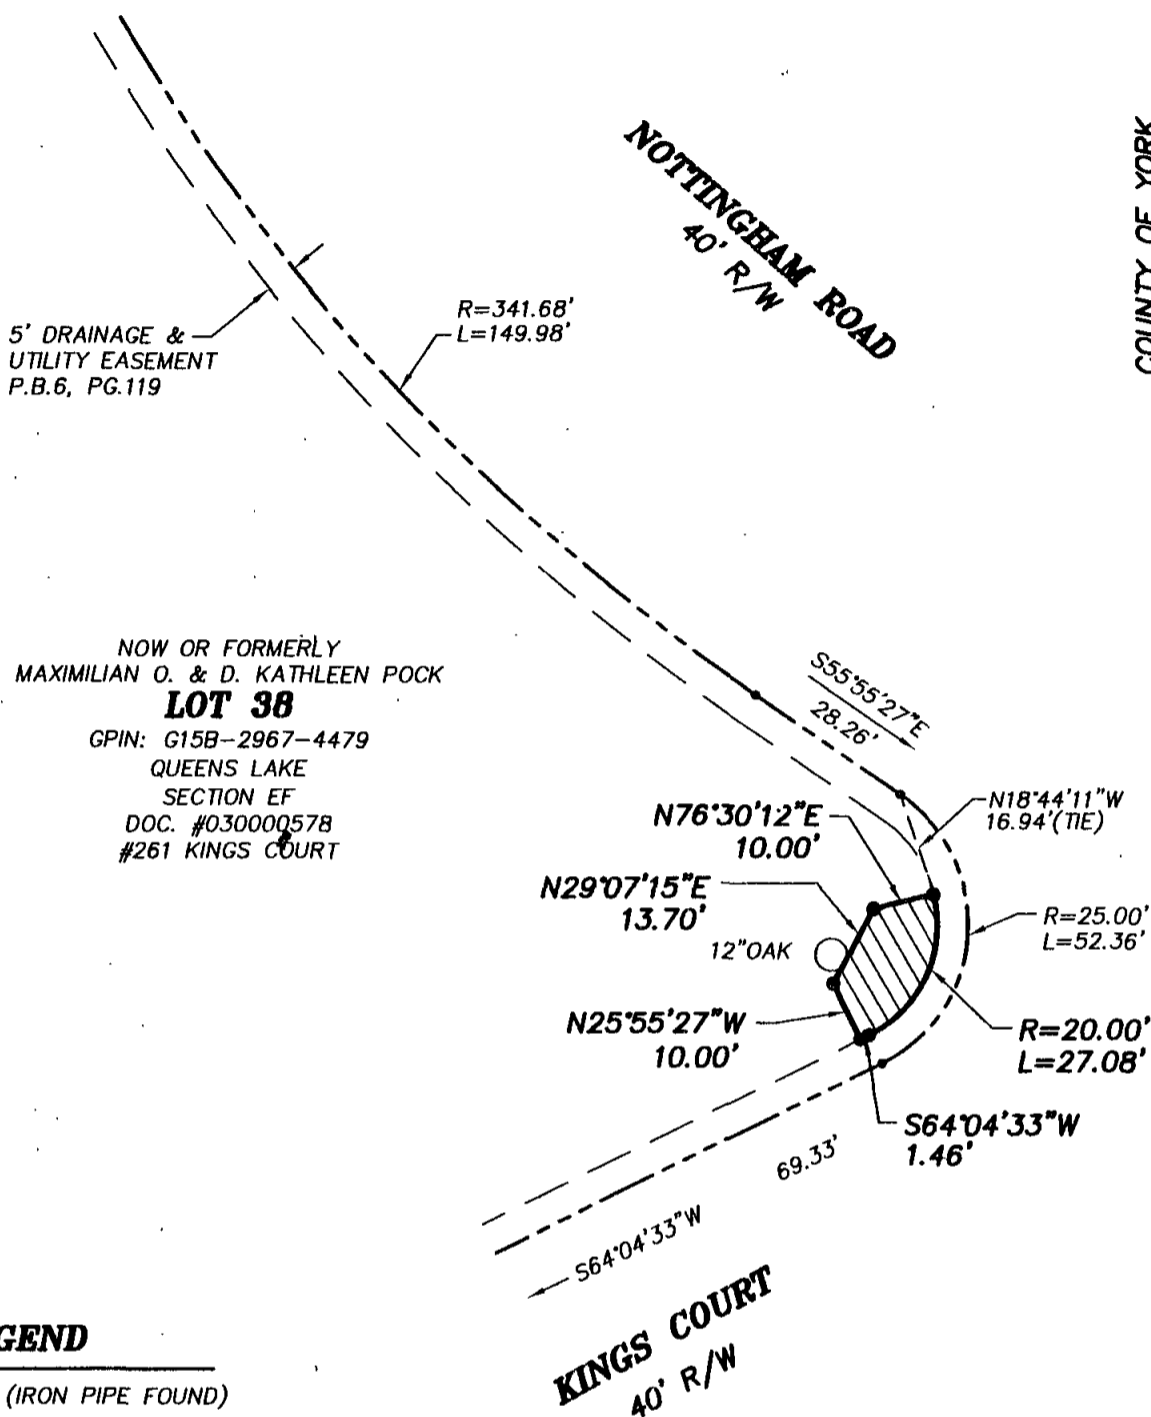 NOTTINGHAM ROAD
40' R/W
COUNTY OF YORK
R=341.68'
L=149.98'
5' DRAINAGE &
UTILITY EASEMENT
P.B.6, PG.119
NOW OR FORMERLY
MAXIMILIAN O. & D. KATHLEEN POCK
LOT 38
GPIN: G15B-2967-4479
QUEENS LAKE
SECTION EF
DOC. #030000578
#261 KINGS COURT
S55°55'27"E
28.26'
N18°44'11"W
16.94'(TIE)
N76°30'12"E
10.00'
N29°07'15"E
13.70'
12"OAK
R=25.00'
L=52.36'
N25°55'27"W
10.00'
R=20.00'
L=27.08'
S64°04'33"W
1.46'
69.33'
S64°04'33"W
KINGS COURT
40' R/W
GEND
(IRON PIPE FOUND)